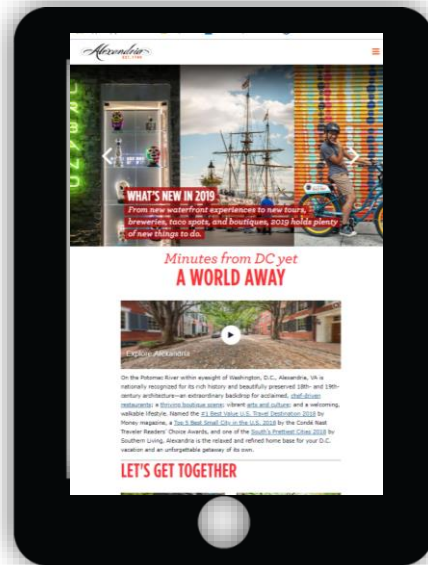 Alexandria
EST. 1749
WHAT'S NEW IN 2019
From new waterfront experiences to new tours,
breweries, taco spots, and boutiques, 2019 holds plenty
of new things to do.
Minutes from DC yet
A WORLD AWAY
Explore Alexandria
On the Potomac River within eyesight of Washington, D.C., Alexandria, VA is
nationally recognized for its rich history and beautifully preserved 18th- and 19th-
century architecture—an extraordinary backdrop for acclaimed, chef-driven
restaurants; a thriving boutique scene; vibrant arts and culture; and a welcoming,
walkable lifestyle. Named the #1 Best Value U.S. Travel Destination 2018 by
Money magazine, a Top 5 Best Small City in the U.S. 2018 by the Condé Nast
Traveler Readers' Choice Awards, and one of the South's Prettiest Cities 2018 by
Southern Living, Alexandria is the relaxed and refined home base for your D.C.
vacation and an unforgettable getaway of its own.
LET'S GET TOGETHER